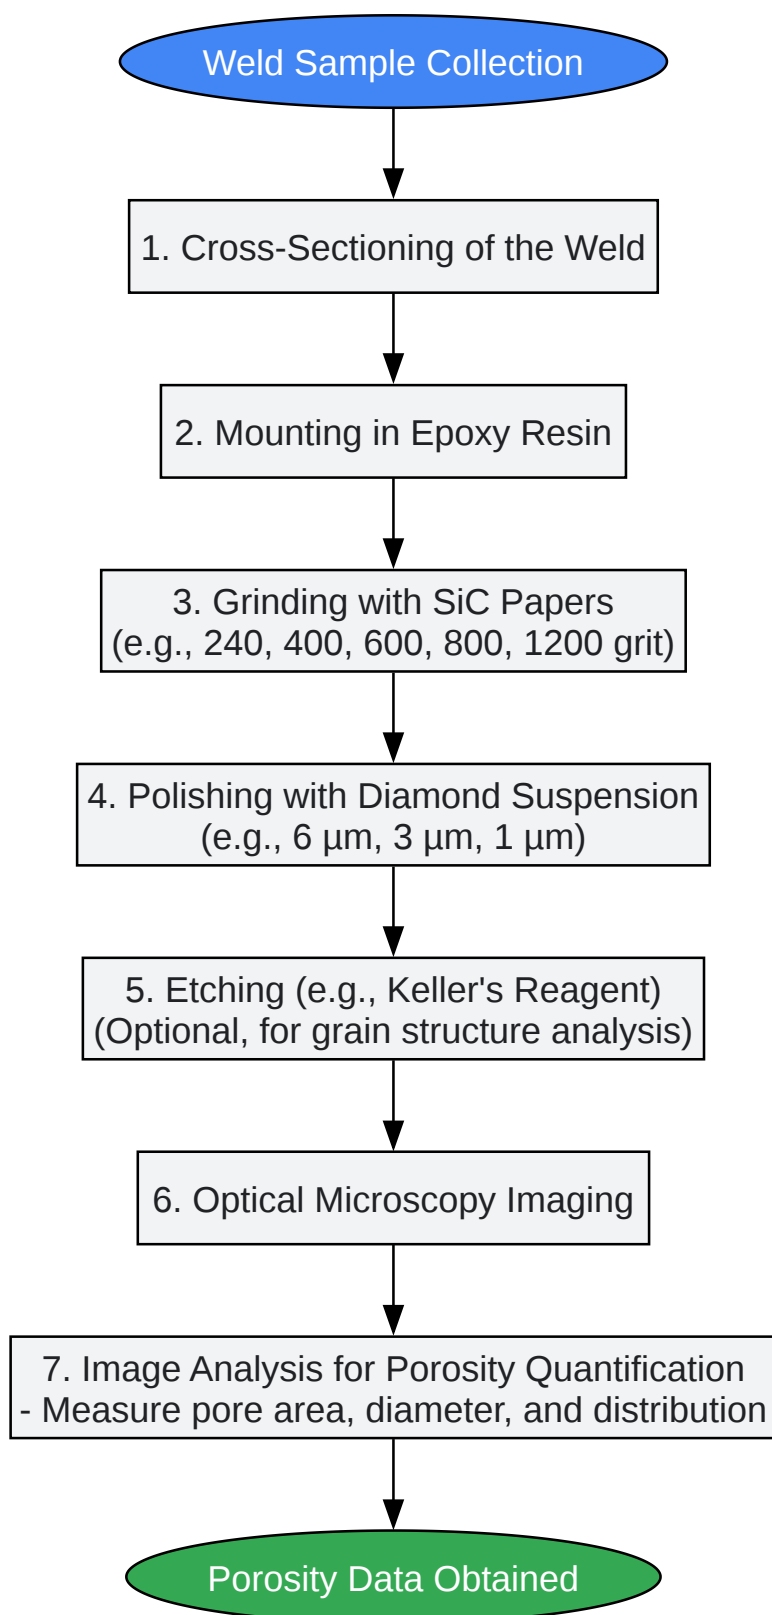 Weld Sample Collection
1. Cross-Sectioning of the Weld
2. Mounting in Epoxy Resin
3. Grinding with SiC Papers
(e.g., 240, 400, 600, 800, 1200 grit)
4. Polishing with Diamond Suspension
(e.g., 6 µm, 3 µm, 1 µm)
5. Etching (e.g., Keller's Reagent)
(Optional, for grain structure analysis)
6. Optical Microscopy Imaging
7. Image Analysis for Porosity Quantification
- Measure pore area, diameter, and distribution
Porosity Data Obtained